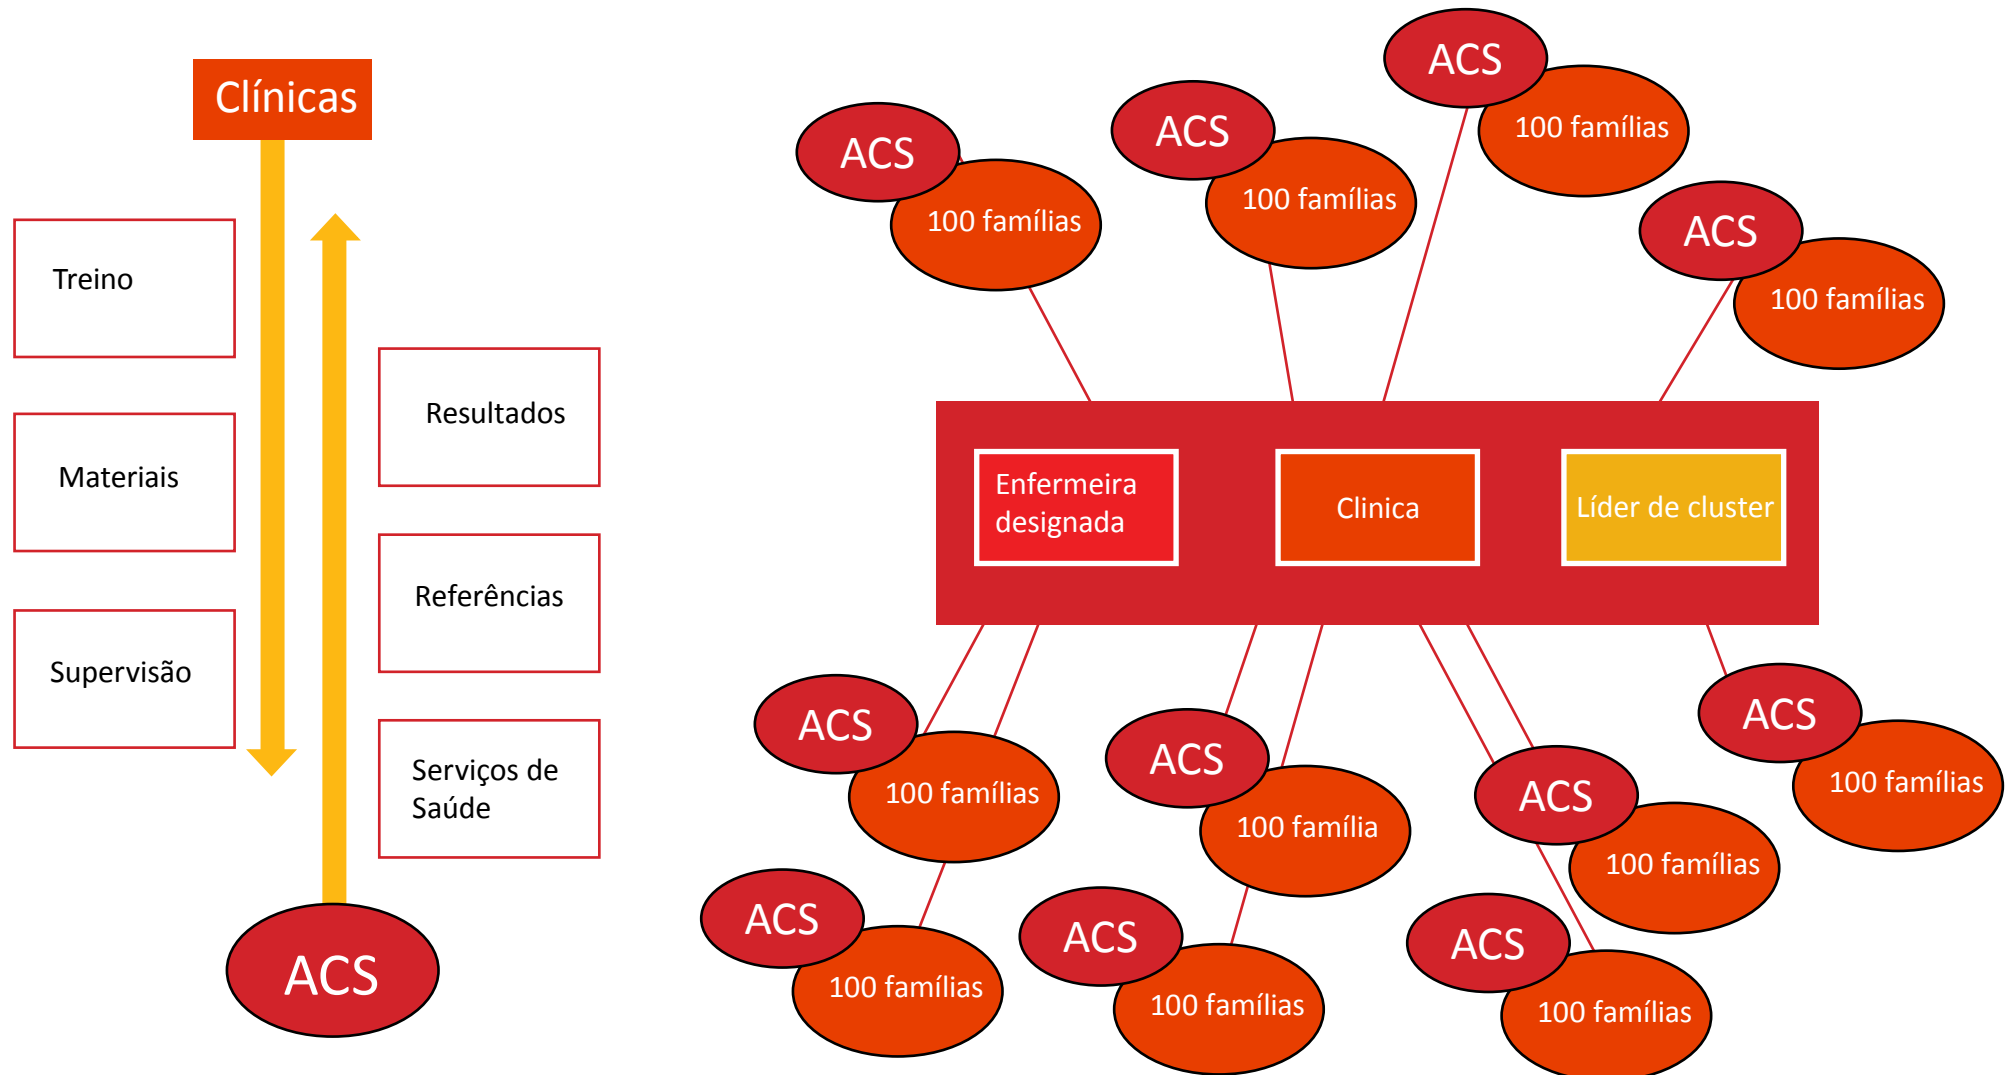 Clínicas
Treino
Materiais
Supervisão
Resultados
Referências
Serviços de
Saúde
ACS
ACS
100 famílias
ACS
100 famílias
ACS
100 famílias
ACS
100 famílias
Enfermeira
designada
Clinica
Líder de cluster
ACS
100 famílias
ACS
100 família
ACS
100 famílias
ACS
100 famílias
ACS
100 famílias
ACS
100 famílias
ACS
100 famílias